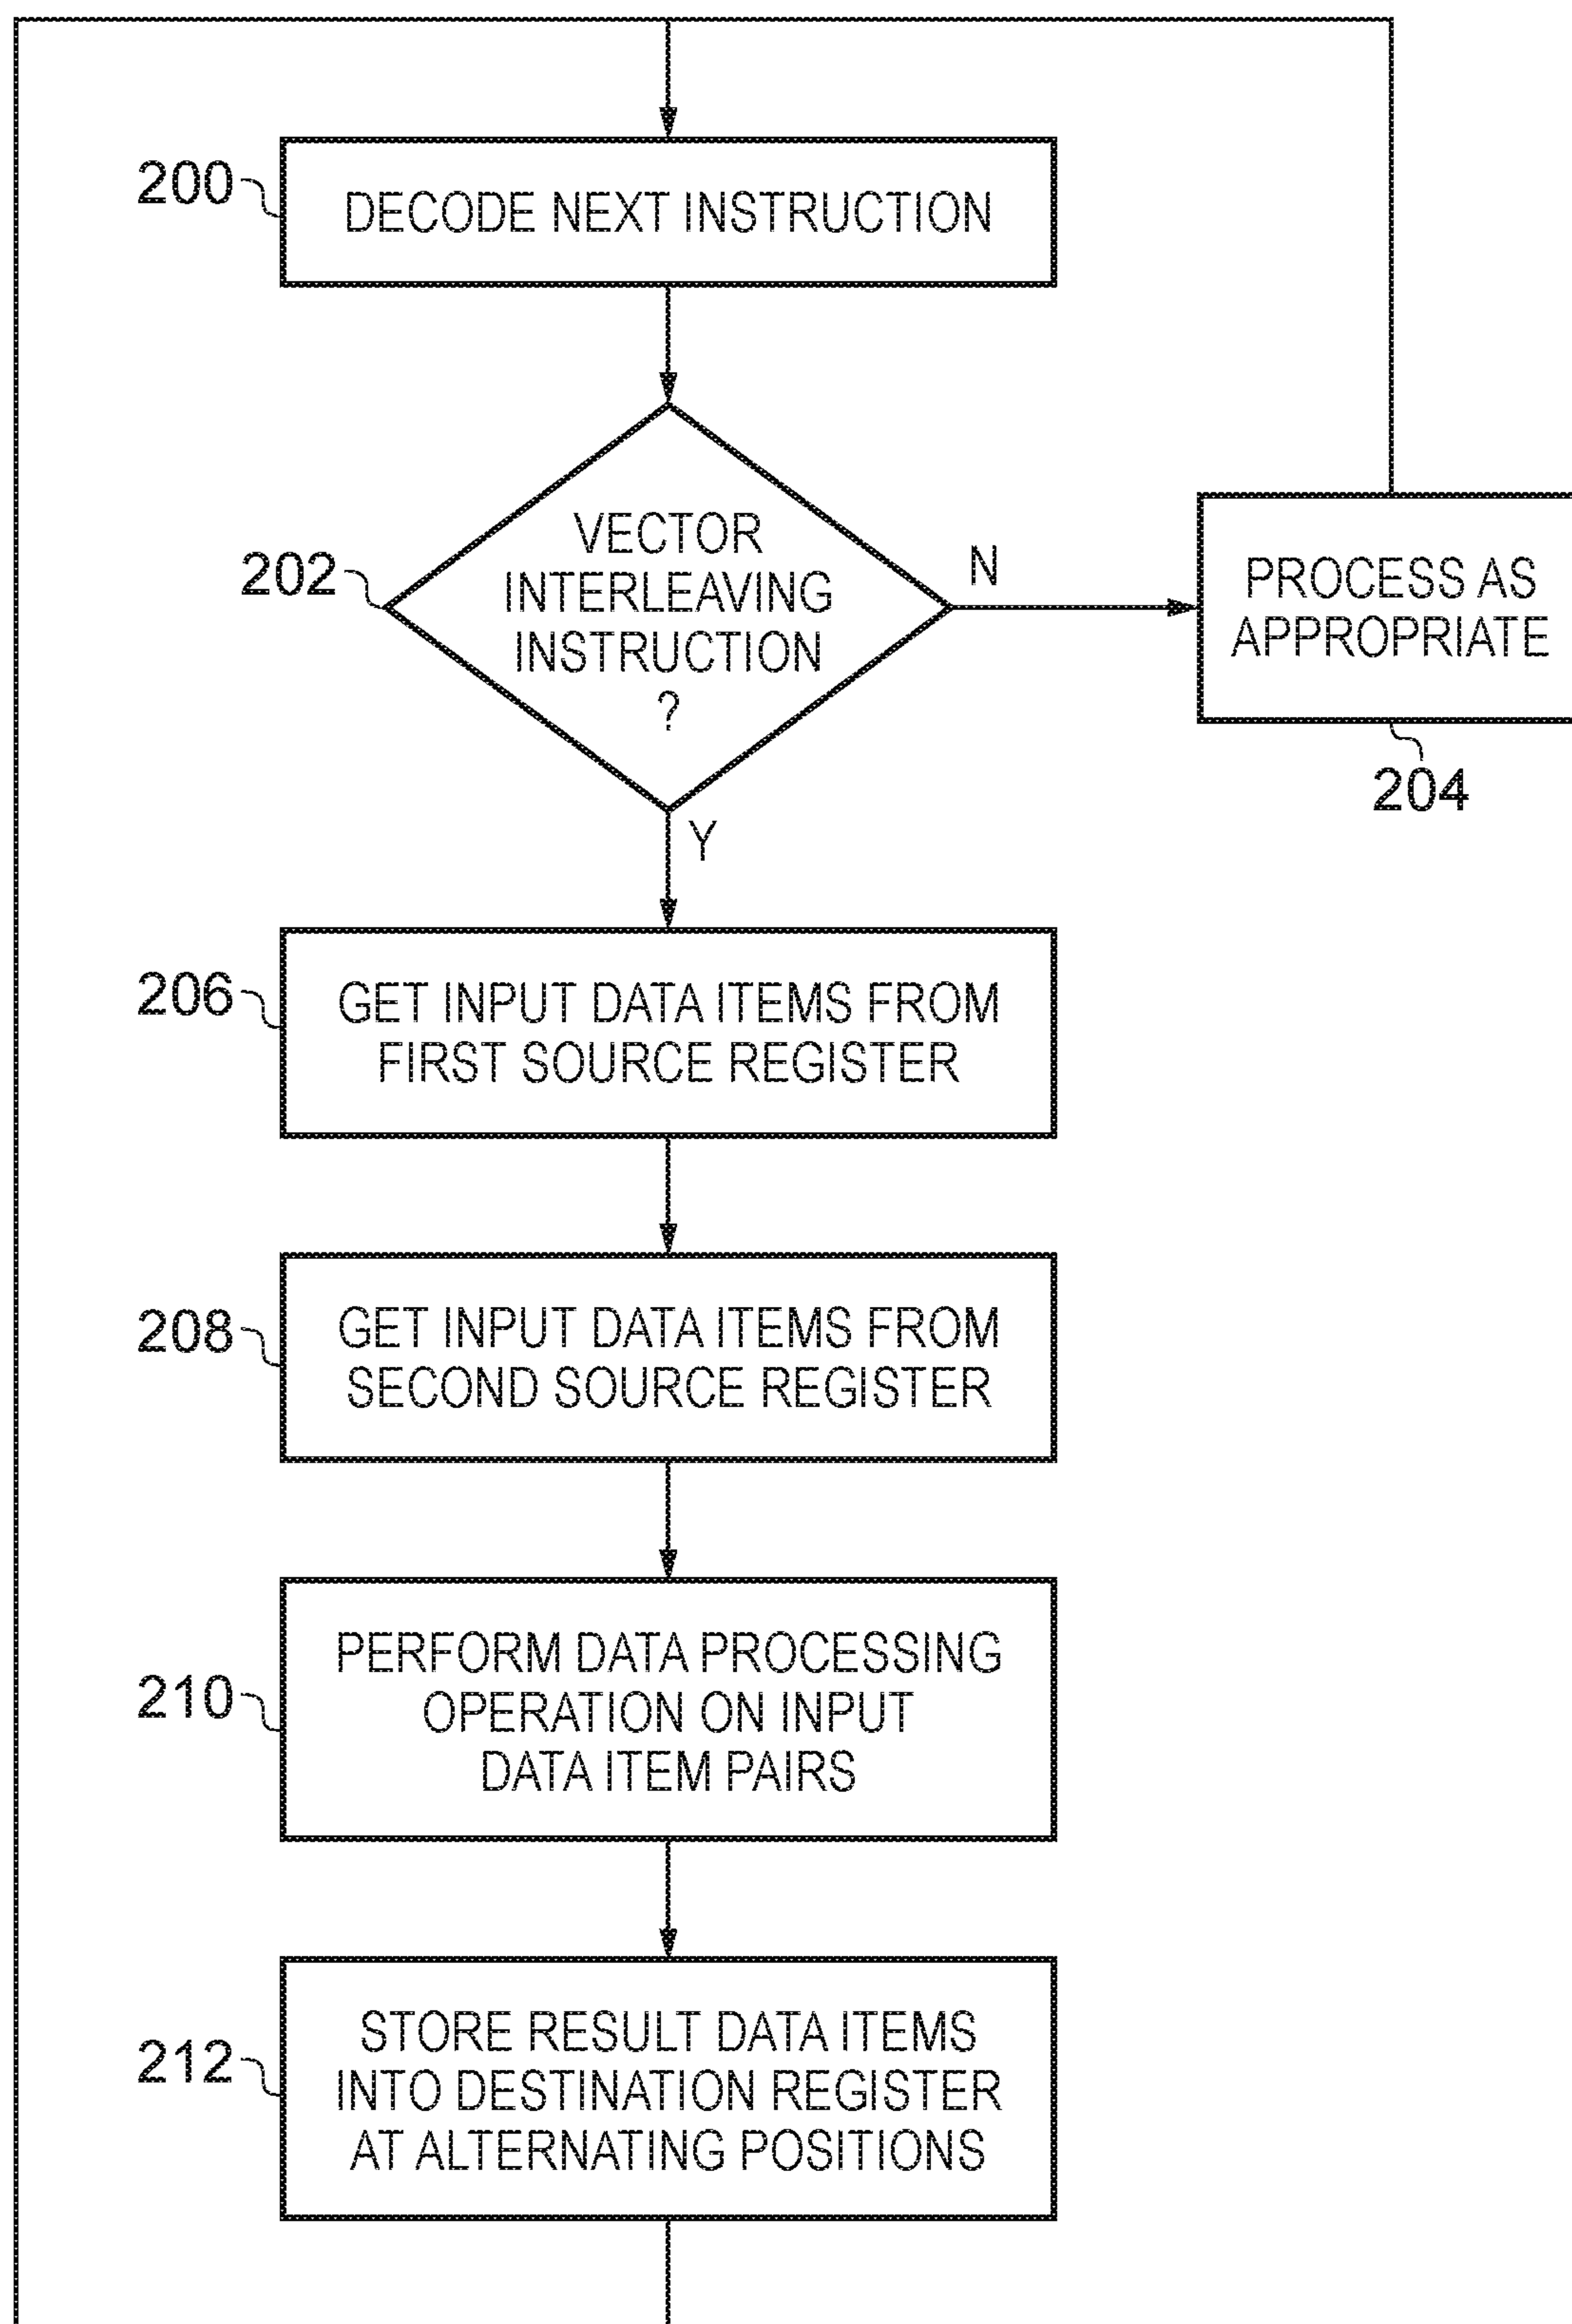 200
DECODE NEXT INSTRUCTION
202
VECTOR
INTERLEAVING
INSTRUCTION
?
N
PROCESS AS
APPROPRIATE
204
Y
206
GET INPUT DATA ITEMS FROM
FIRST SOURCE REGISTER
208
GET INPUT DATA ITEMS FROM
SECOND SOURCE REGISTER
210
PERFORM DATA PROCESSING
OPERATION ON INPUT
DATA ITEM PAIRS
212
STORE RESULT DATA ITEMS
INTO DESTINATION REGISTER
AT ALTERNATING POSITIONS